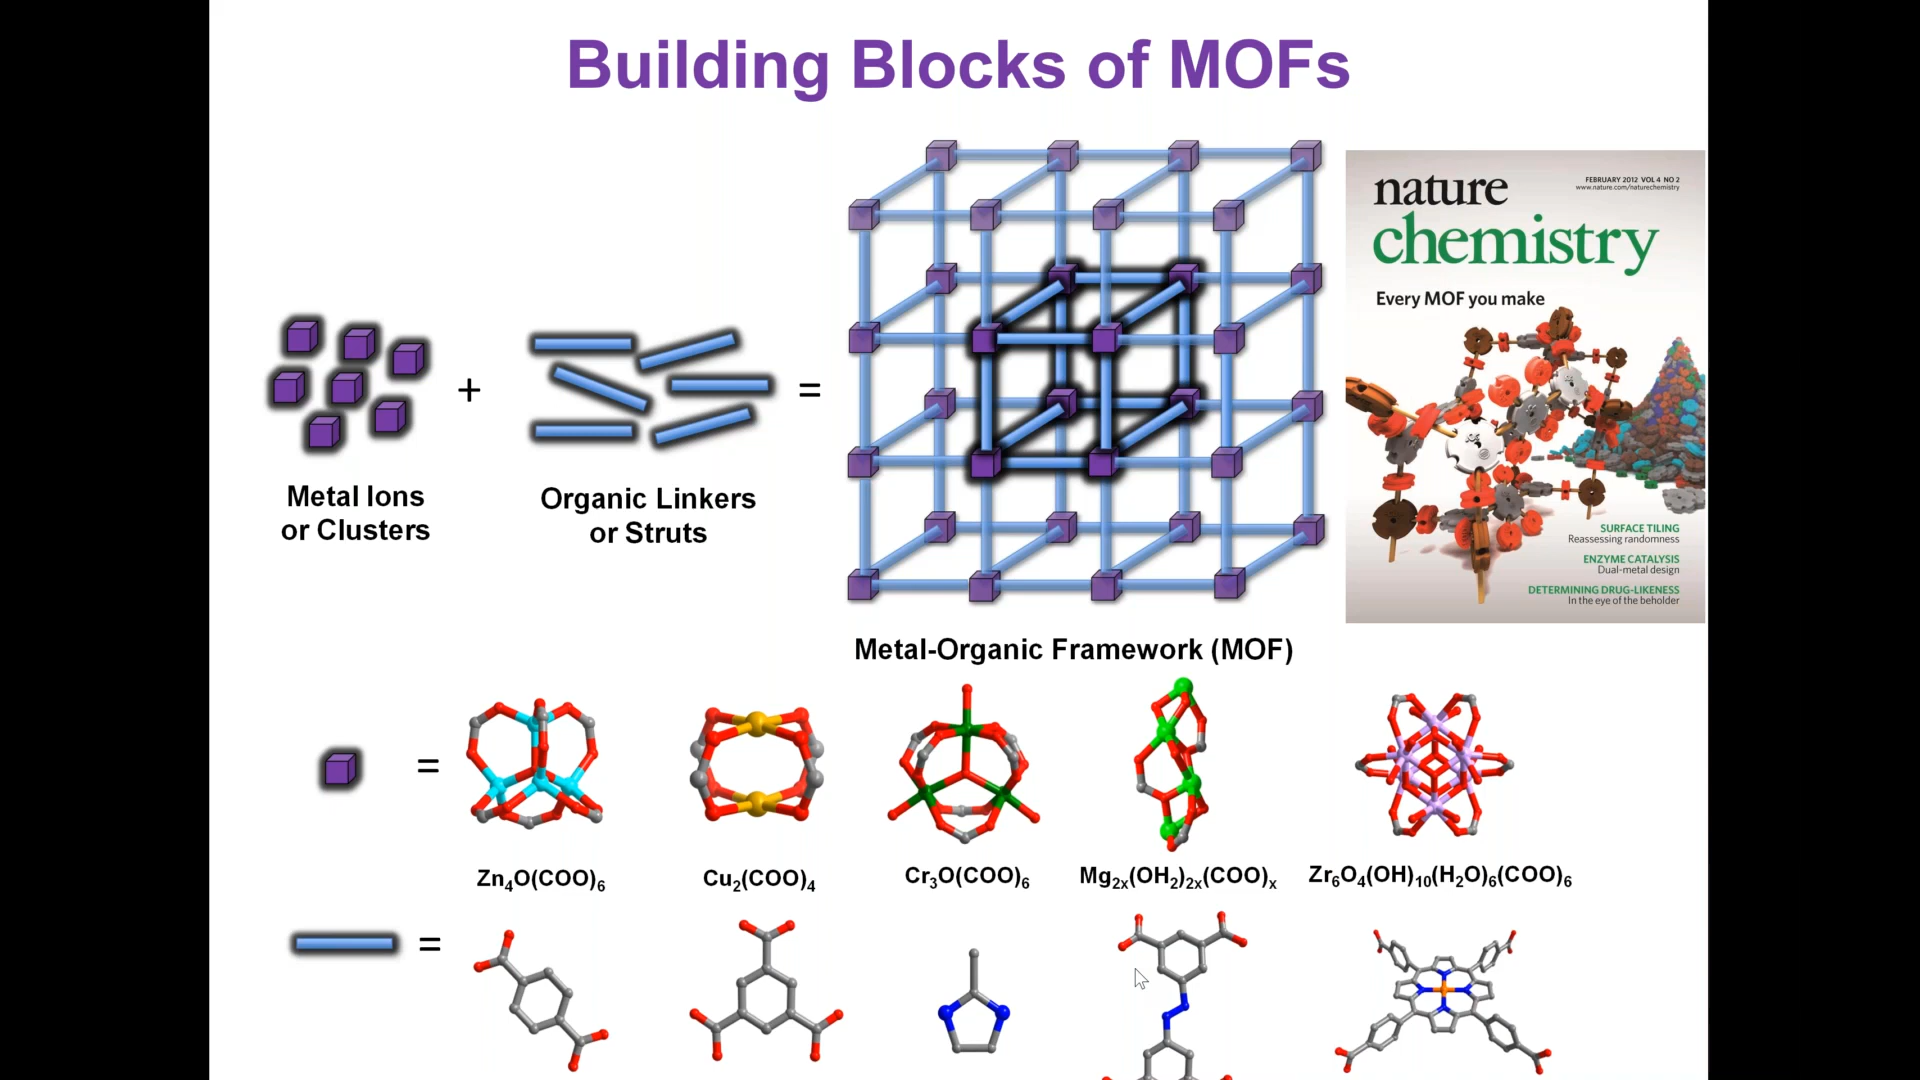 Building Blocks of MOFs
nature
chemistry
FEBRUARY 2012 VOL 4 NO 2
www.nature.com/naturechemistry
Every MOF you make
SURFACE TILING
Reassessing randomness
ENZYME CATALYSIS
Dual-metal design
DETERMINING DRUG-LIKENESS
In the eye of the beholder
+
=
Metal Ions
or Clusters
Organic Linkers
or Struts
Metal-Organic Framework (MOF)
=
Zn₄O(COO)₆
Cu₂(COO)₄
Cr₃O(COO)₆
Mg₂ₓ(OH₂)₂ₓ(COO)ₓ
Zr₆O₄(OH)₁₀(H₂O)₆(COO)₆
=